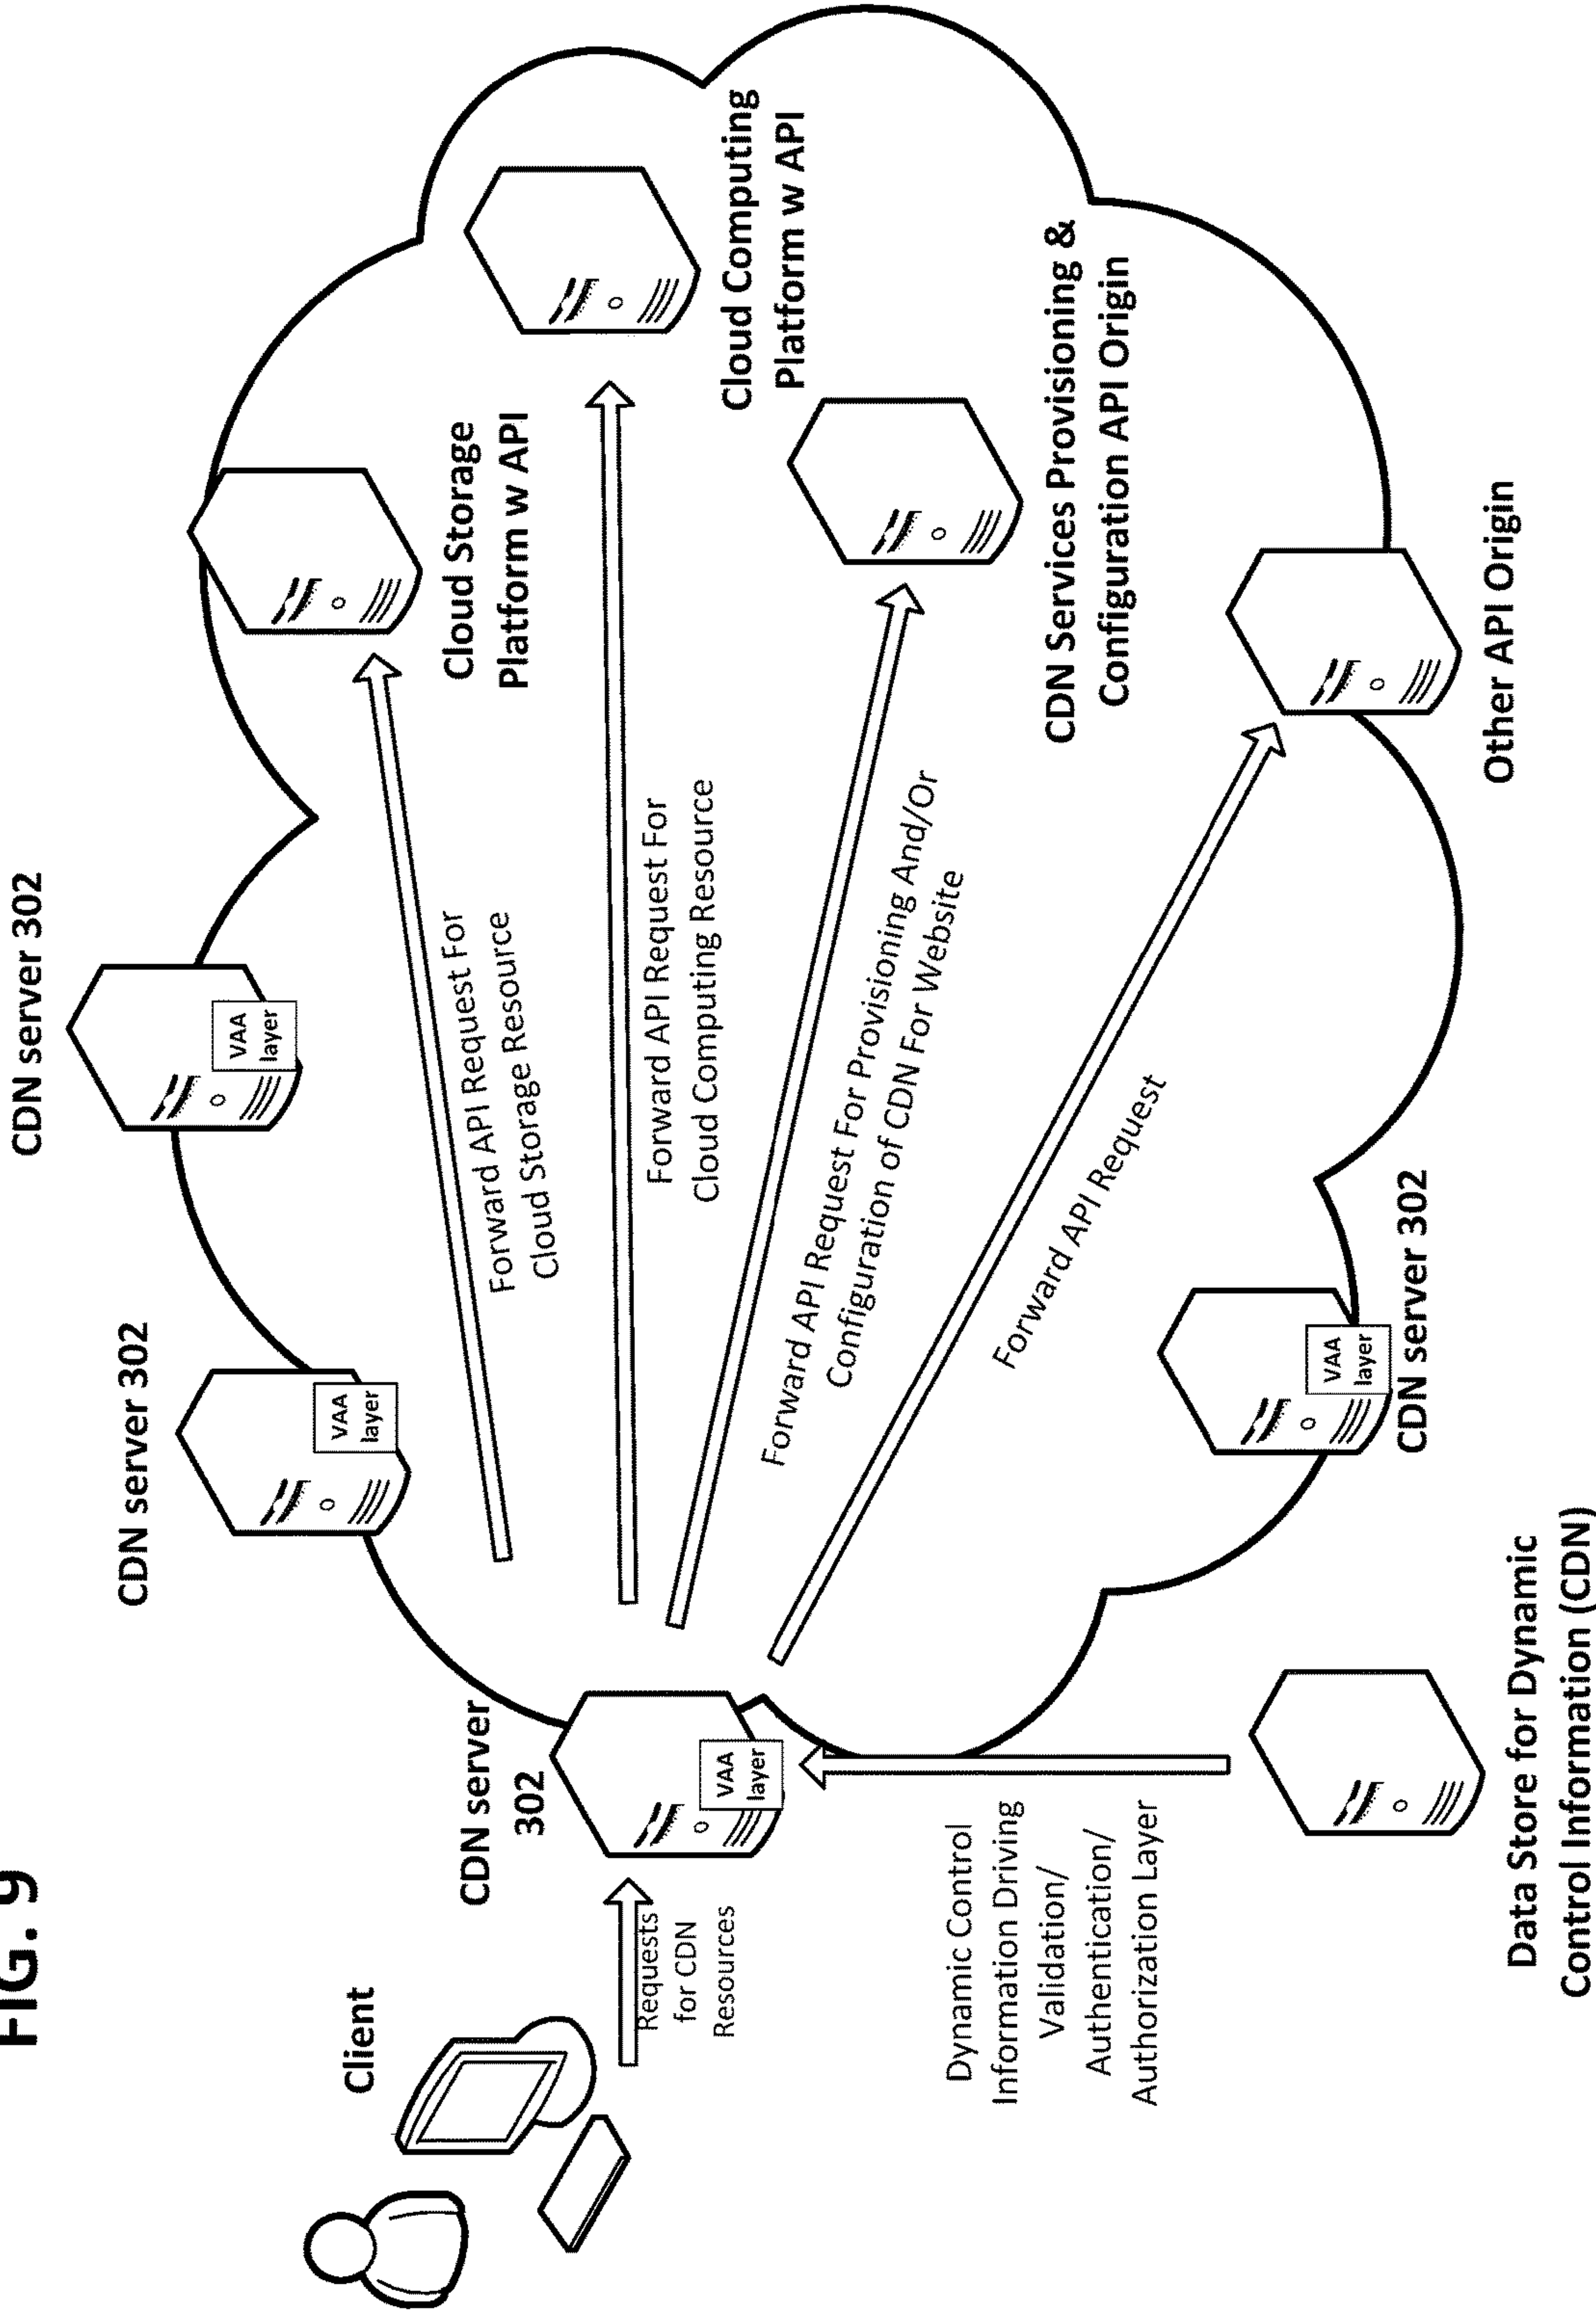 FIG. 9
Client
Requests
for CDN
Resources
CDN server
302
VAA
layer
CDN server 302
VAA
layer
CDN server 302
VAA
layer
CDN server 302
VAA
layer
Dynamic Control
Information Driving
Validation/
Authentication/
Authorization Layer
Data Store for Dynamic
Control Information (CDN)
Forward API Request For
Cloud Storage Resource
Cloud Storage
Platform w API
Forward API Request For
Cloud Computing Resource
Cloud Computing
Platform w API
Forward API Request For Provisioning And/Or
Configuration of CDN For Website
CDN Services Provisioning &
Configuration API Origin
Forward API Request
Other API Origin